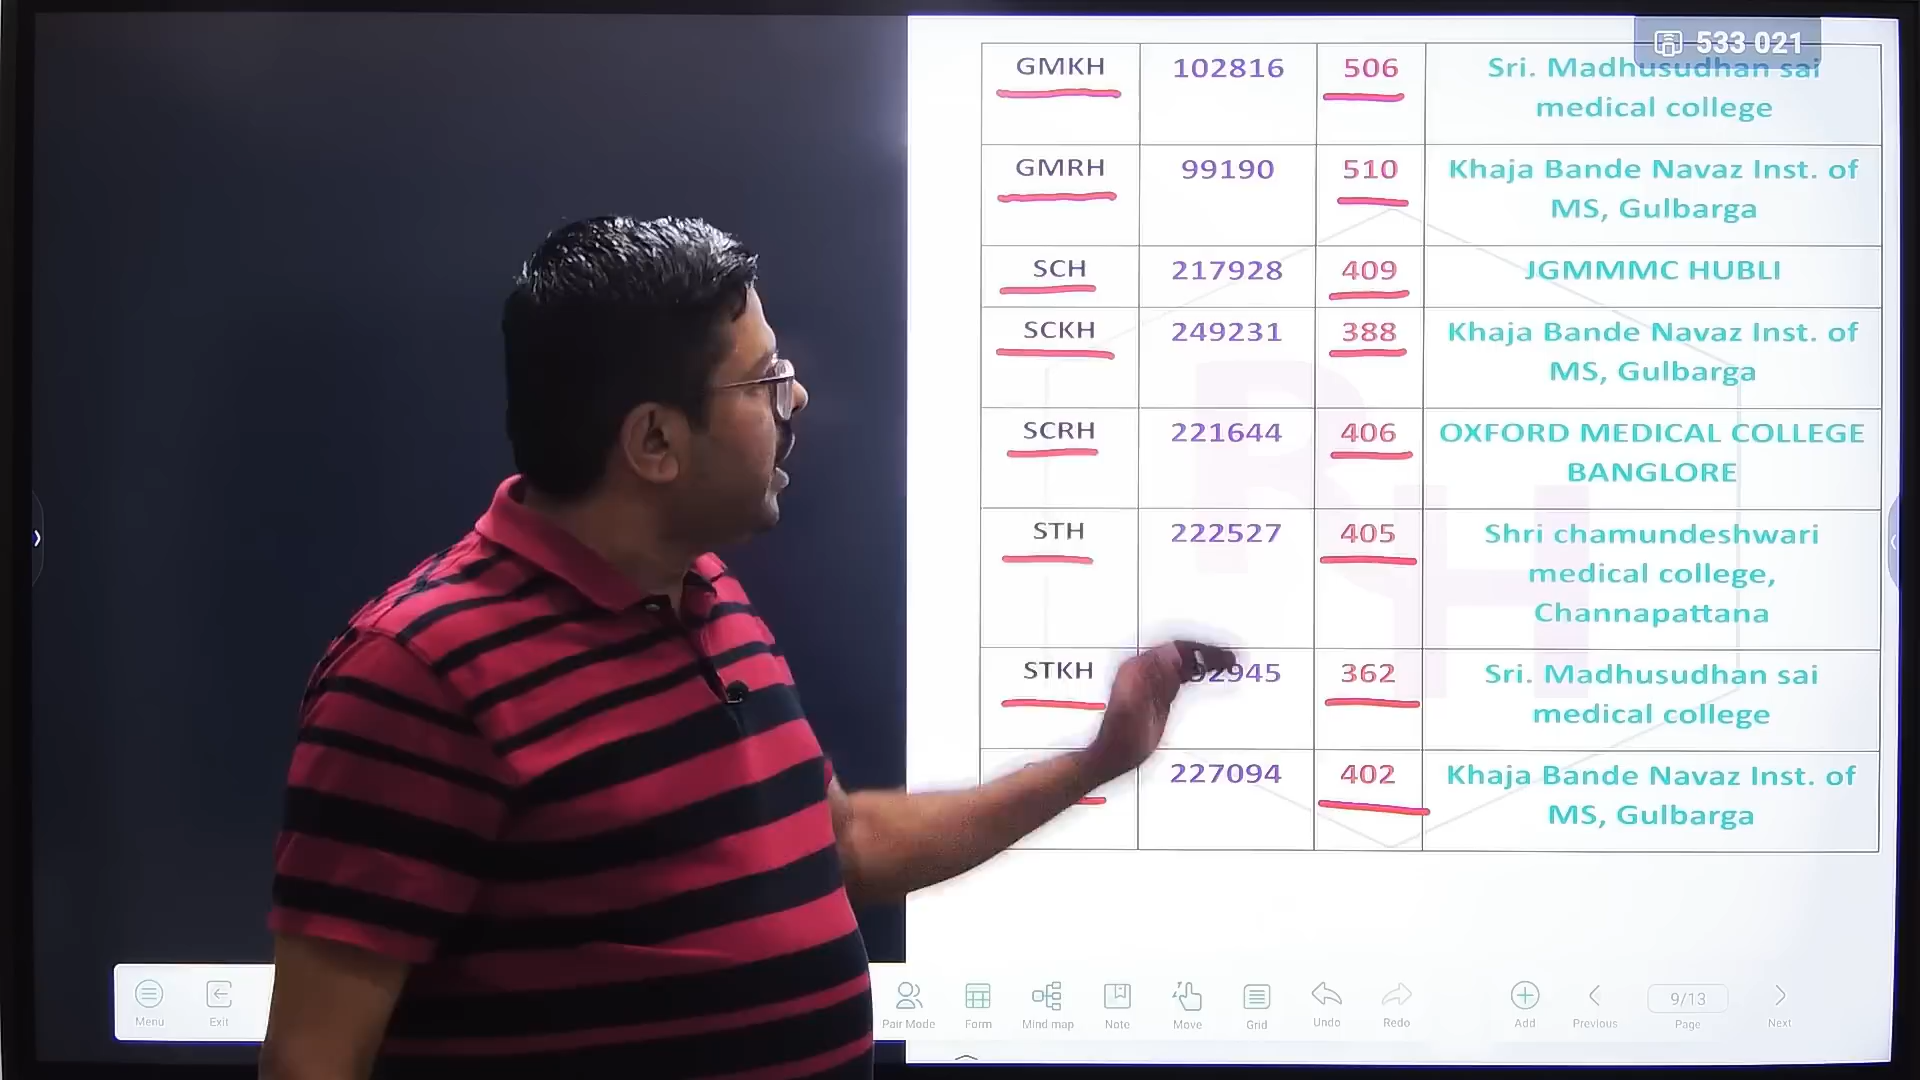 533 021
GMKH 102816 506 Sri. Madhusudhan sai
medical college
GMRH 99190 510 Khaja Bande Navaz Inst. of
MS, Gulbarga
SCH 217928 409 JGMMMC HUBLI
SCKH 249231 388 Khaja Bande Navaz Inst. of
MS, Gulbarga
SCRH 221644 406 OXFORD MEDICAL COLLEGE
BANGLORE
STH 222527 405 Shri chamundeshwari
medical college,
Channapattana
STKH 362 Sri. Madhusudhan sai
medical college
227094 402 Khaja Bande Navaz Inst. of
MS, Gulbarga
Menu Exit Pair Mode Form Mind map Note Move Grid Undo Redo Add Previous 9/13 Page Next